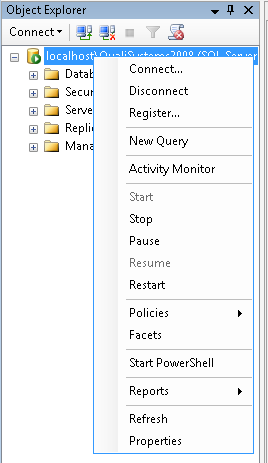 Object Explorer
Connect
localhost\QualiSystems2008 (SQL Server
Datab
Secur
Serve
Replic
Mana
Connect...
Disconnect
Register...
New Query
Activity Monitor
Start
Stop
Pause
Resume
Restart
Policies
Facets
Start PowerShell
Reports
Refresh
Properties